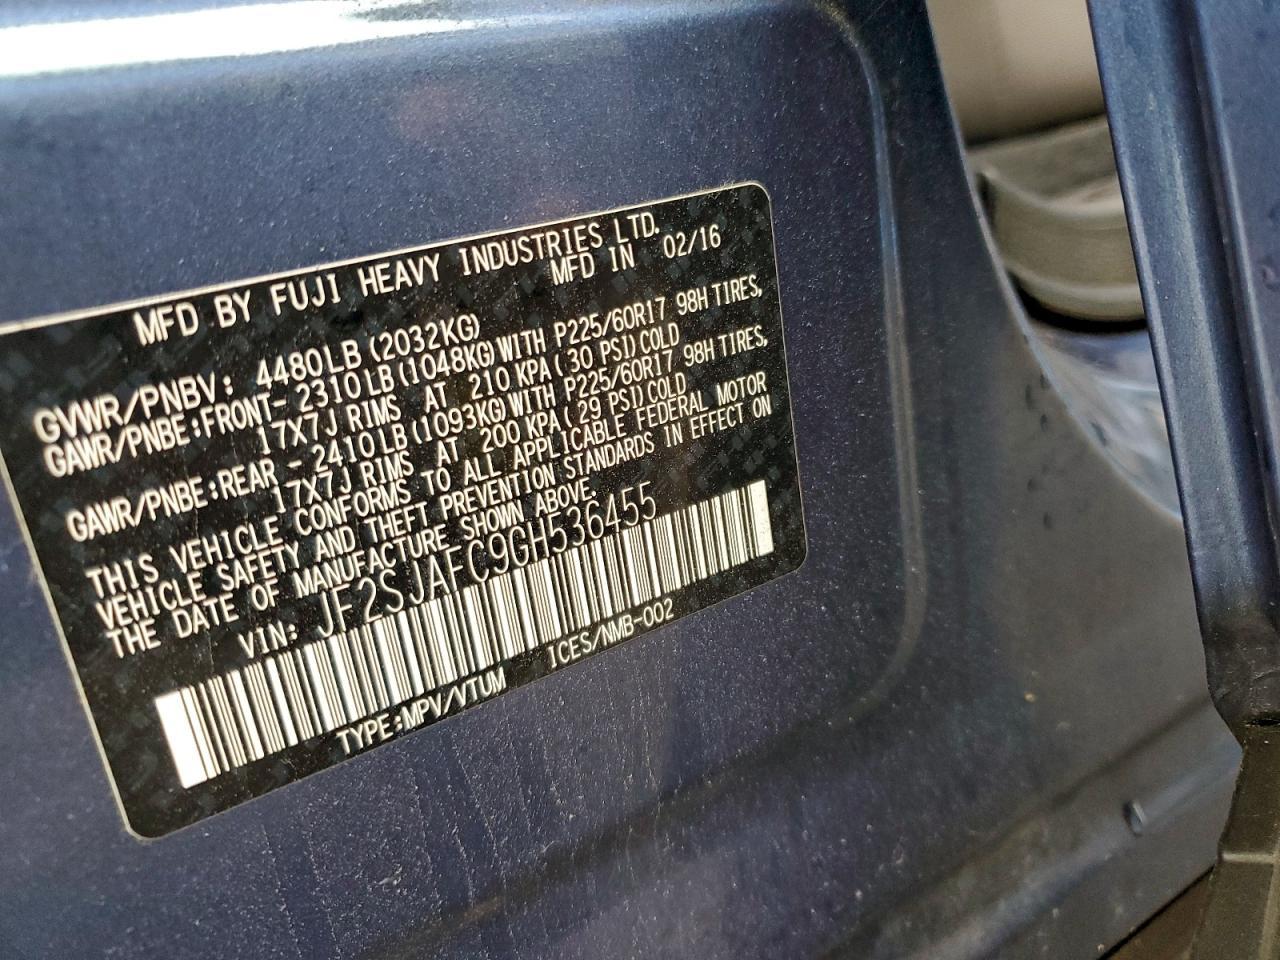 MFD BY FUJI HEAVY INDUSTRIES LTD.
MFD IN 02/16
GVWR/PNBV: 4480LB (2032KG)
GAWR/PNBE:FRONT- 2310LB(1048KG)WITH P225/60R17 98H TIRES,
17X7J RIMS AT 210 KPA(30 PSI)COLD
GAWR/PNBE:REAR - 2410LB(1093KG)WITH P225/60R17 98H TIRES,
17X7J RIMS AT 200 KPA(29 PSI)COLD
THIS VEHICLE CONFORMS TO ALL APPLICABLE FEDERAL MOTOR
VEHICLE SAFETY AND THEFT PREVENTION STANDARDS IN EFFECT ON
THE DATE OF MANUFACTURE SHOWN ABOVE.
VIN: JF2SJAFC9GH536455
TYPE:MPV/VTUM ICES/NMB-002